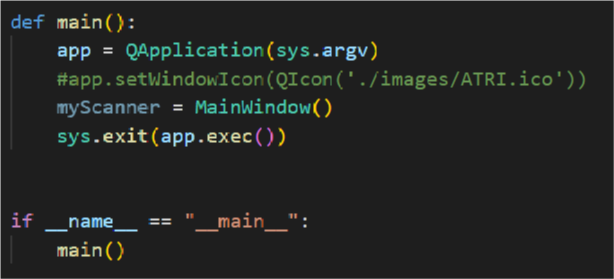 def main():
    app = QApplication(sys.argv)
    #app.setWindowIcon(QIcon('./images/ATRI.ico'))
    myScanner = MainWindow()
    sys.exit(app.exec())
if __name__ == "__main__":
    main()